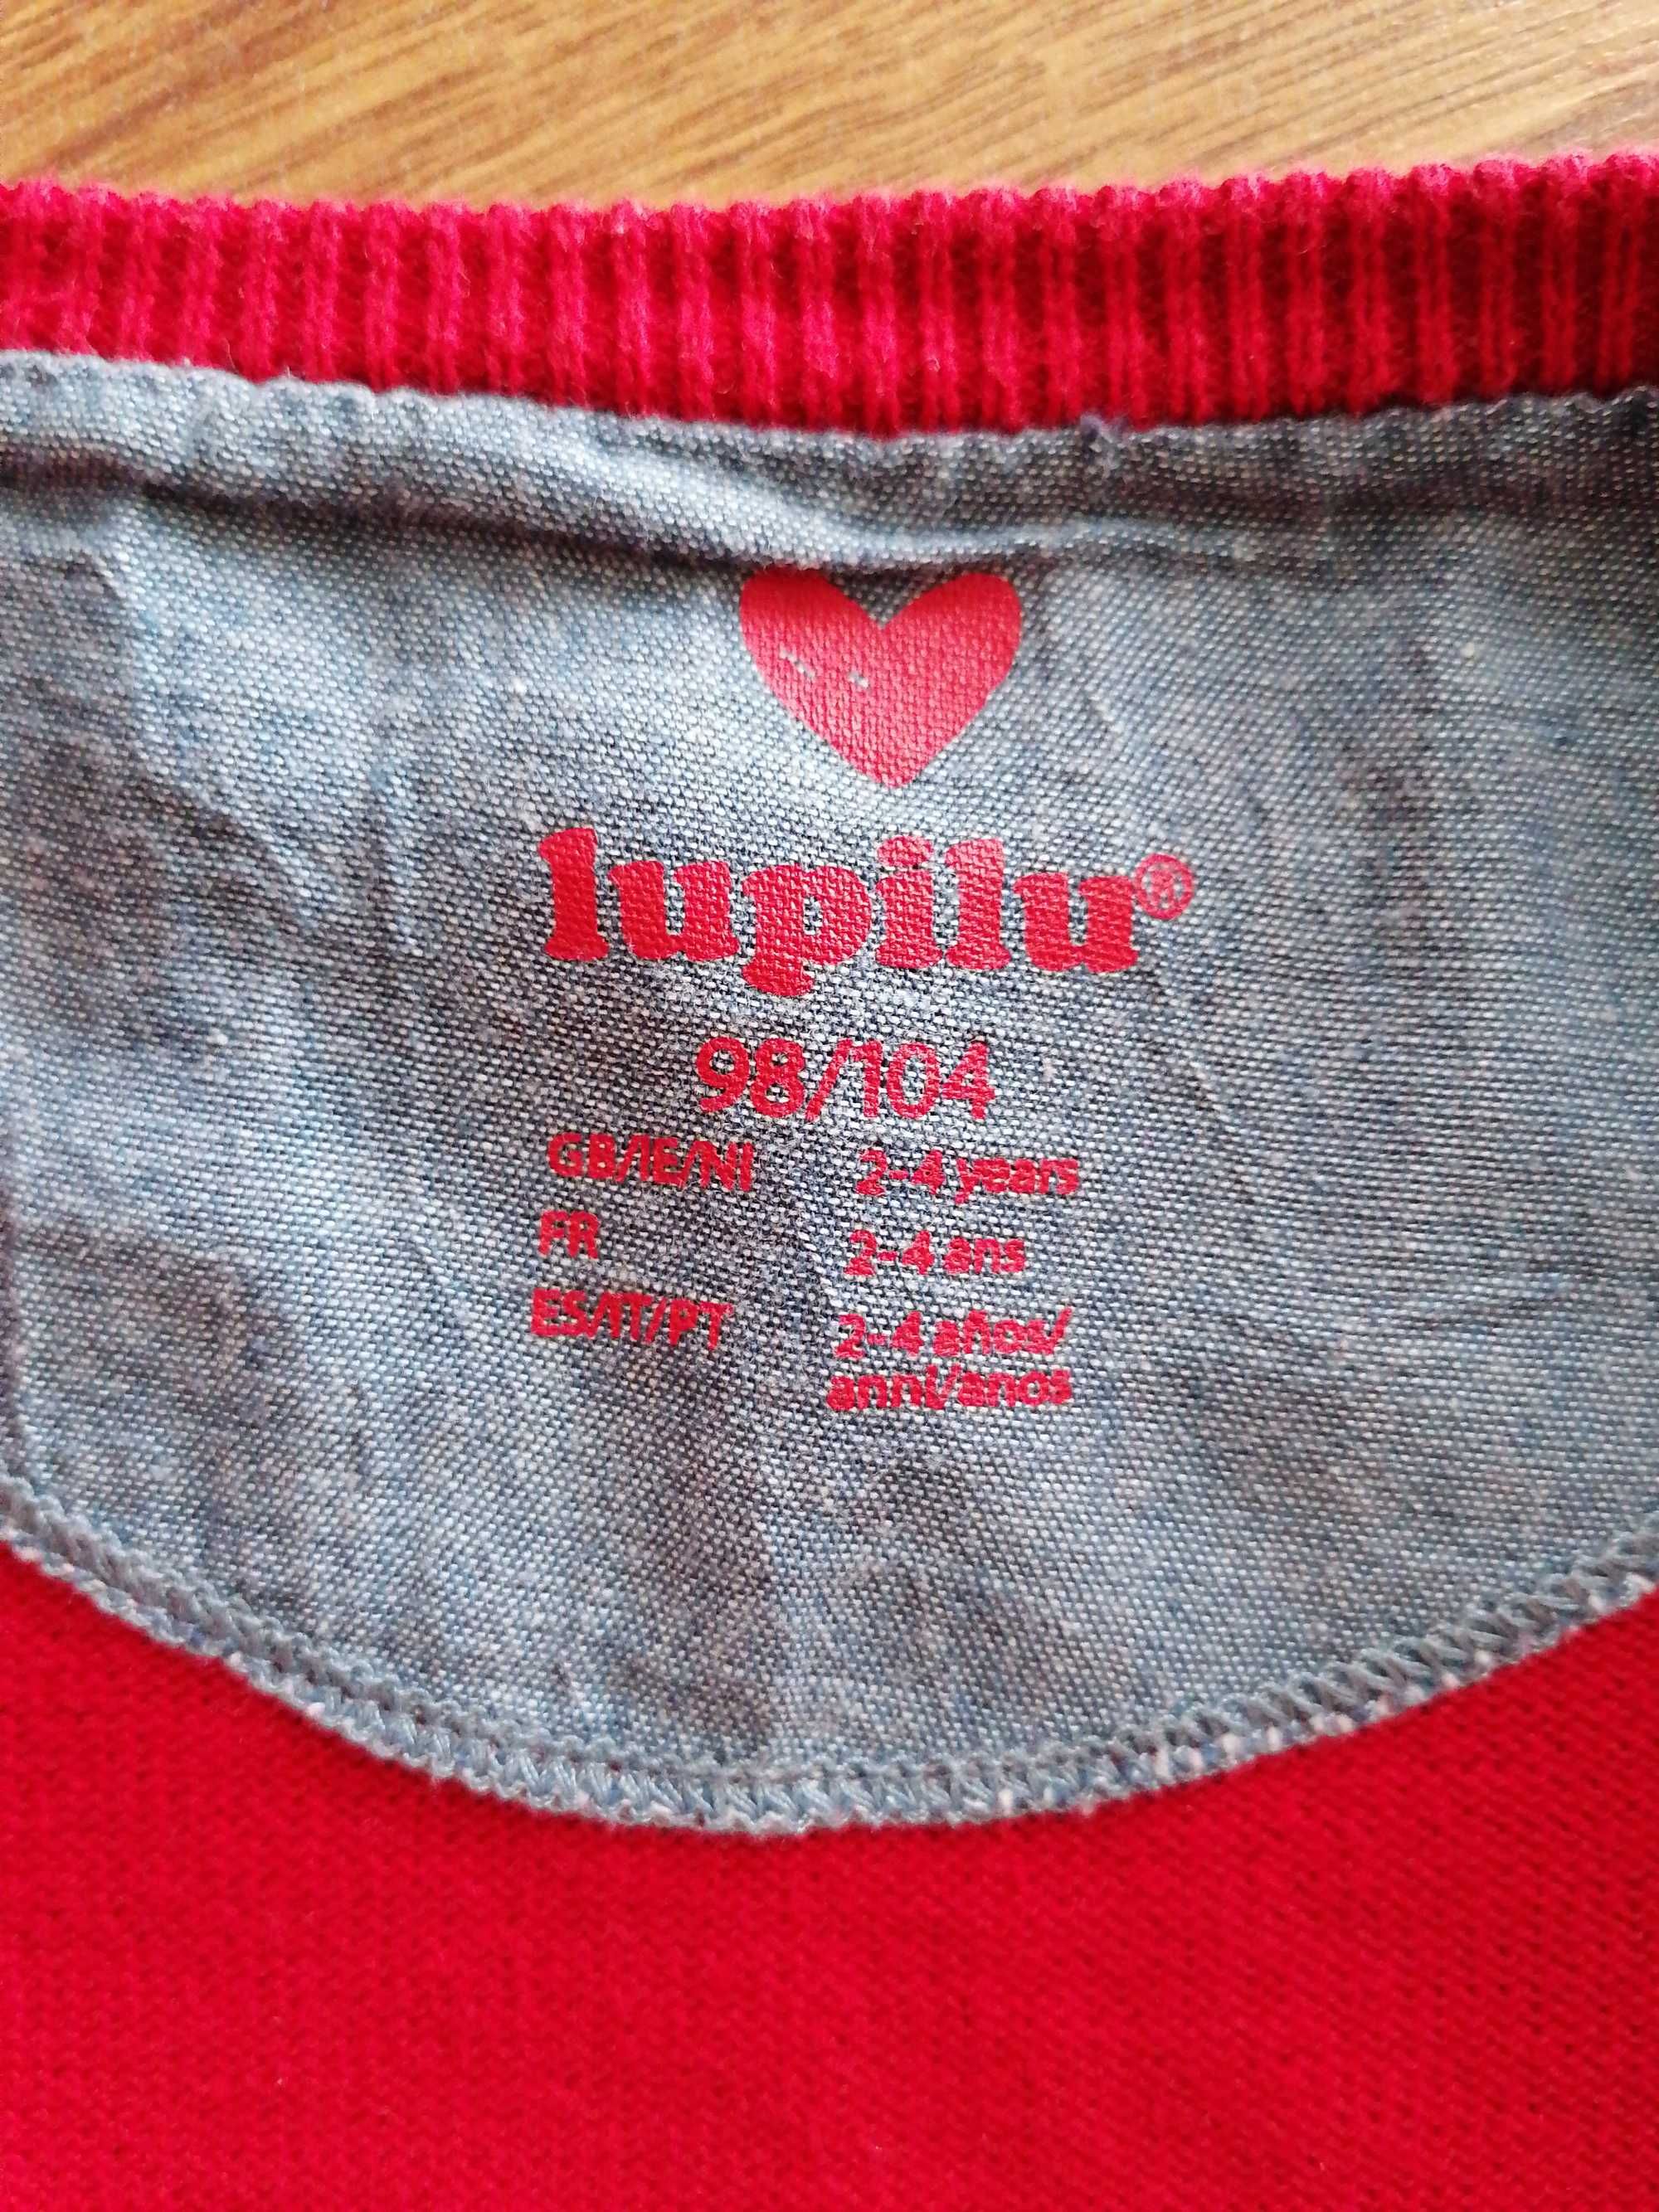 lupilu®
98/104
GB/IE/NI 2-4 years
FR 2-4 ans
ES/IT/PT 2-4 años/
anni/anos